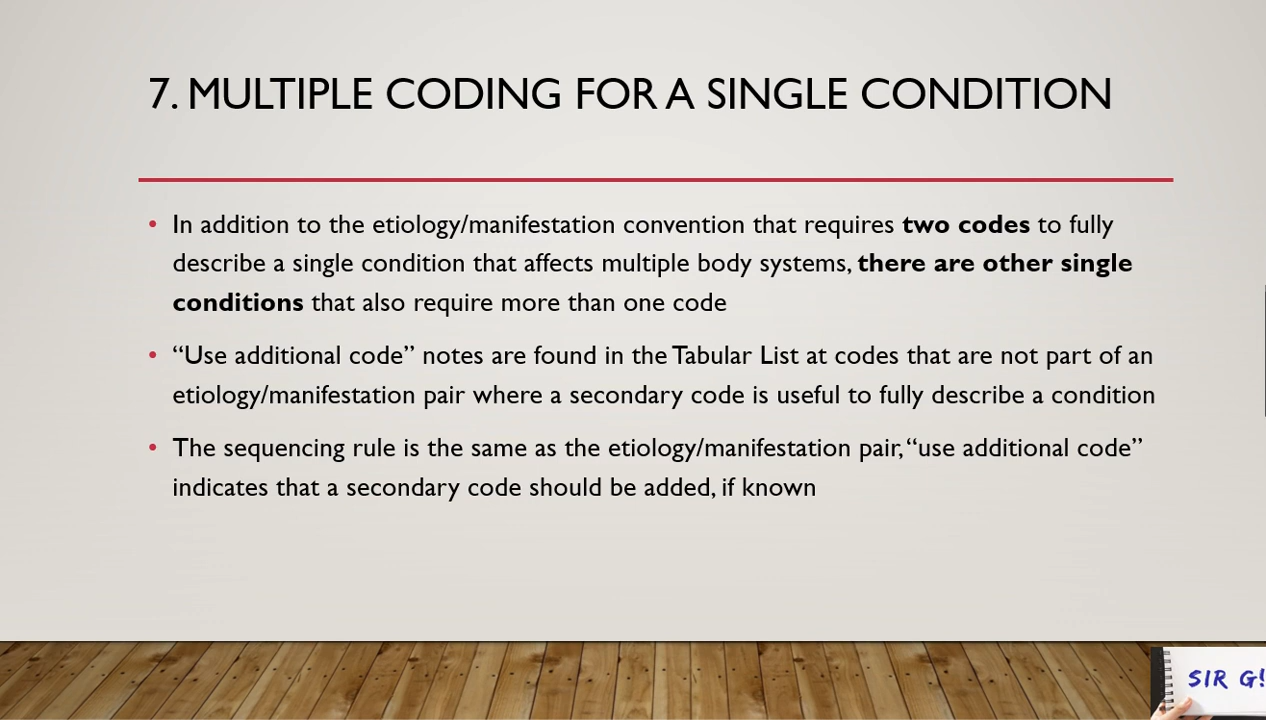 7. MULTIPLE CODING FOR A SINGLE CONDITION
• In addition to the etiology/manifestation convention that requires two codes to fully
describe a single condition that affects multiple body systems, there are other single
conditions that also require more than one code
• “Use additional code” notes are found in the Tabular List at codes that are not part of an
etiology/manifestation pair where a secondary code is useful to fully describe a condition
• The sequencing rule is the same as the etiology/manifestation pair, “use additional code”
indicates that a secondary code should be added, if known
SIR G!